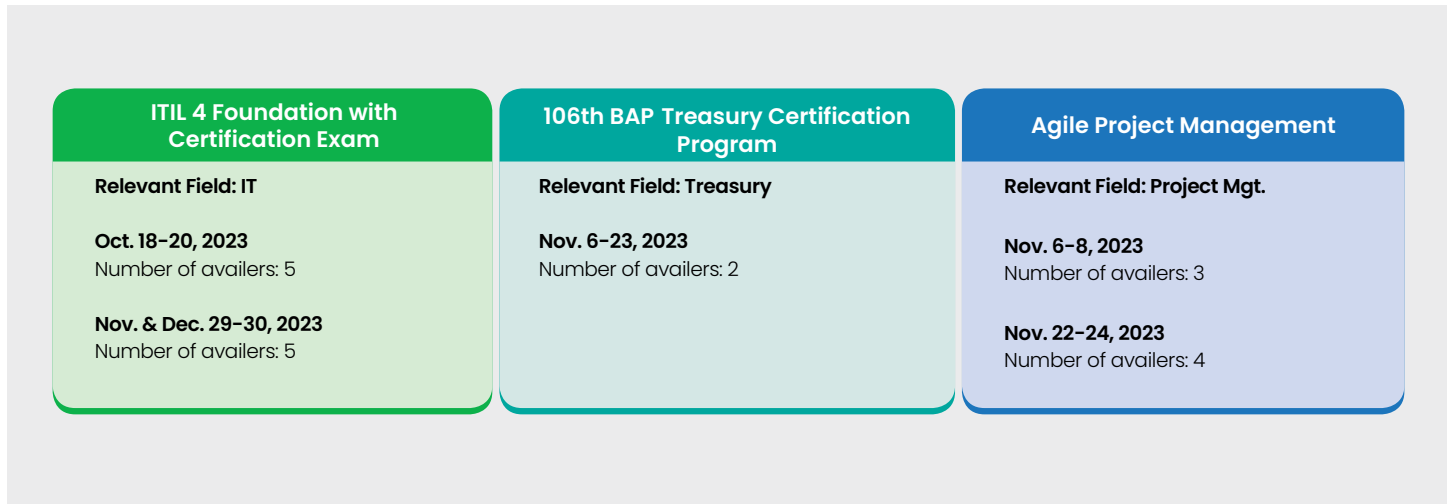 ITIL 4 Foundation with
Certification Exam
Relevant Field: IT
Oct. 18-20, 2023
Number of availers: 5
Nov. & Dec. 29-30, 2023
Number of availers: 5
106th BAP Treasury Certification
Program
Relevant Field: Treasury
Nov. 6-23, 2023
Number of availers: 2
Agile Project Management
Relevant Field: Project Mgt.
Nov. 6-8, 2023
Number of availers: 3
Nov. 22-24, 2023
Number of availers: 4